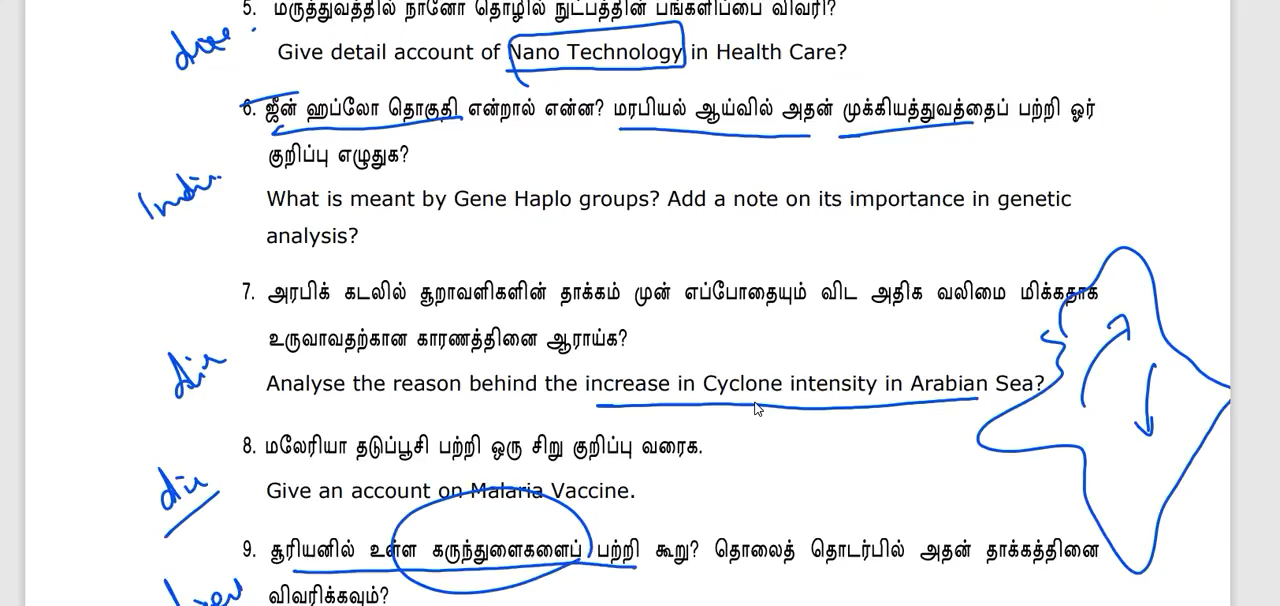 5. மருத்துவத்தில் நானோ தொழில் நுட்பத்தின் பங்களிப்பை விவரி?
Give detail account of Nano Technology in Health Care?
6. ஜீன் ஹப்லோ தொகுதி என்றால் என்ன? மரபியல் ஆய்வில் அதன் முக்கியத்துவத்தைப் பற்றி ஓர்
குறிப்பு எழுதுக?
What is meant by Gene Haplo groups? Add a note on its importance in genetic
analysis?
7. அரபிக் கடலில் சூறாவளிகளின் தாக்கம் முன் எப்போதையும் விட அதிக வலிமை மிக்கதாக
உருவாவதற்கான காரணத்தினை ஆராய்க?
Analyse the reason behind the increase in Cyclone intensity in Arabian Sea?
8. மலேரியா தடுப்பூசி பற்றி ஒரு சிறு குறிப்பு வரைக.
Give an account on Malaria Vaccine.
9. சூரியனில் உள்ள கருந்துளைகளைப் பற்றி கூறு? தொலைத் தொடர்பில் அதன் தாக்கத்தினை
விவரிக்கவும்?